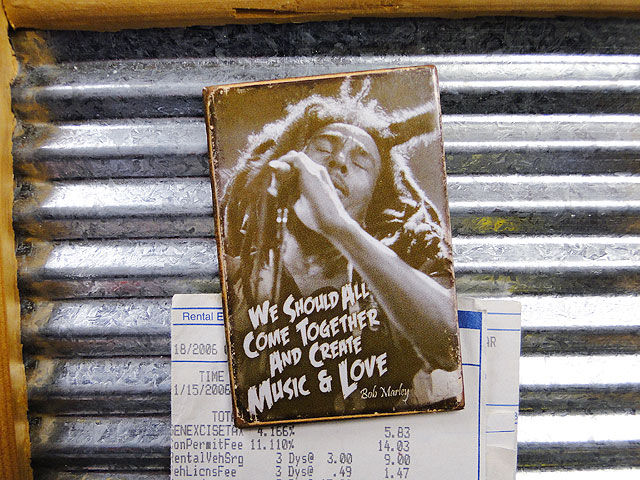 We Should All
Come Together
And Create
Music & Love
Bob Marley
Rental
18/2006
TIME
1/15/2006
ENEXCISETAX 4.166% 5.83
onPermitFee 11.110% 14.03
entalVehSrg 3 Dys@ 3.00 9.00
ehLicnsFee 3 Dys@ .49 1.47
AR